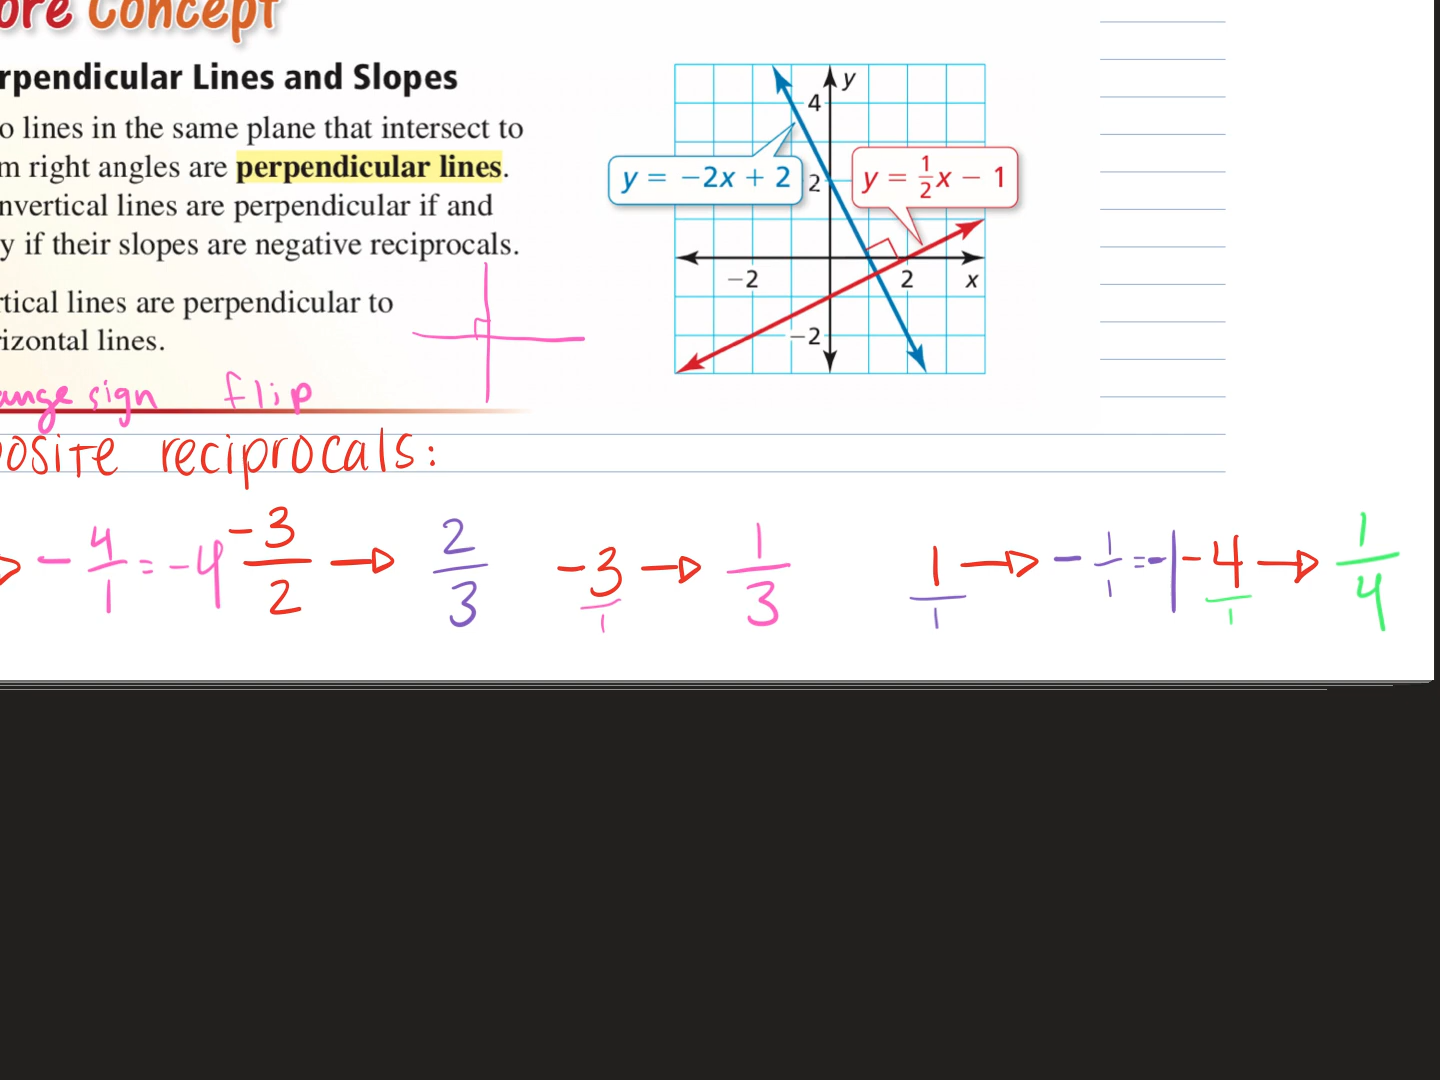 ore Concept
rpendicular Lines and Slopes
o lines in the same plane that intersect to
m right angles are perpendicular lines.
nvertical lines are perpendicular if and
y if their slopes are negative reciprocals.
rtical lines are perpendicular to
rizontal lines.
y
4
y = −2x + 2
2
y = 1/2x − 1
−2
2
x
−2
ange sign flip
posite reciprocals:
→ -4/1 = -4
-3/2 → 2/3
-3/1 → 1/3
1/1 → -1/1 = -1
-4/1 → 1/4